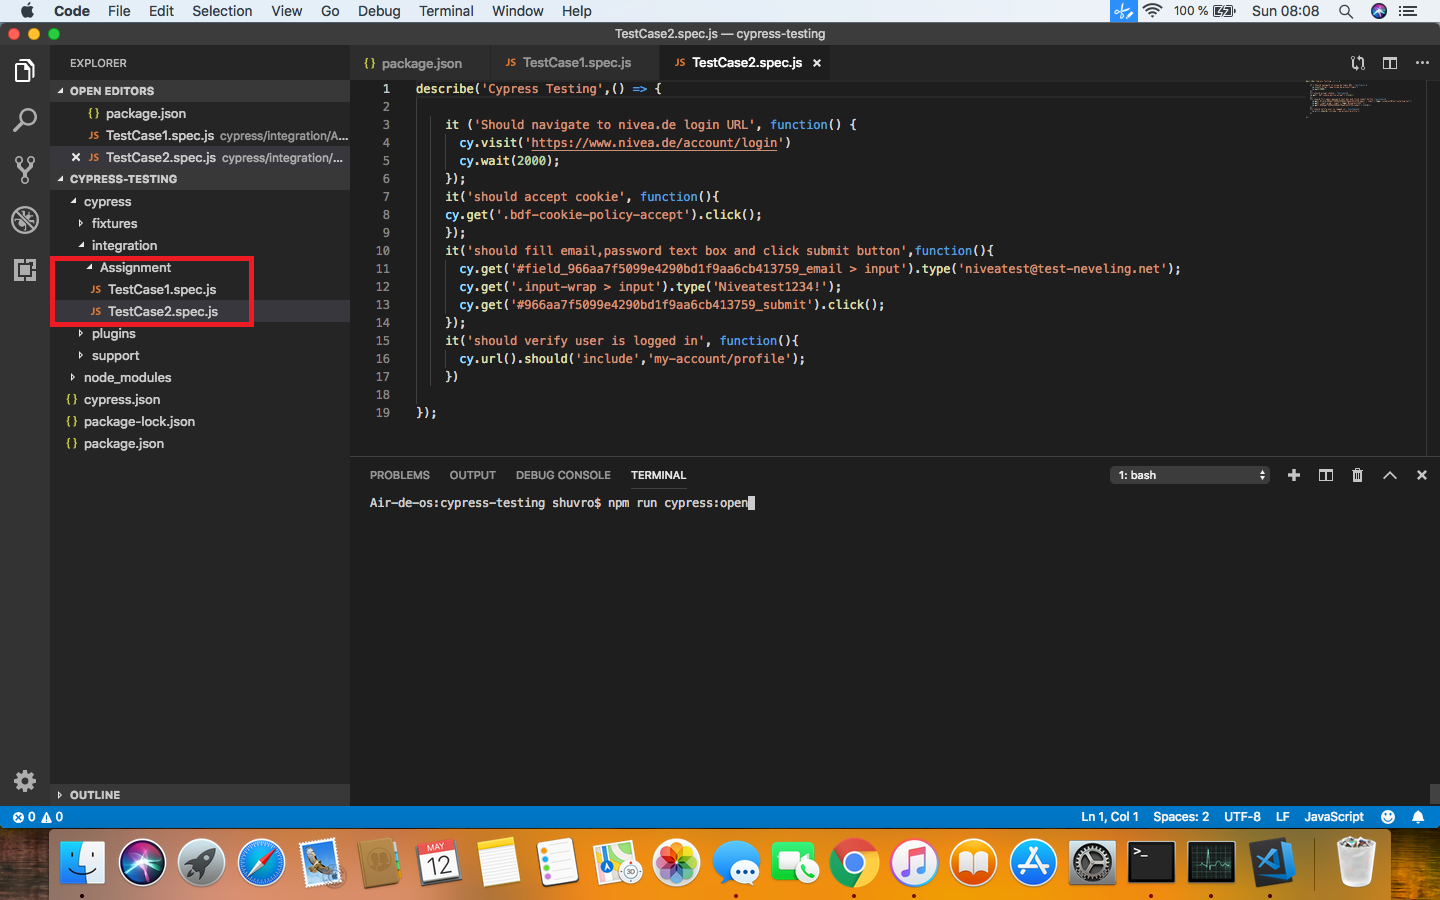 Code File Edit Selection View Go Debug Terminal Window Help 100 % Sun 08:08
TestCase2.spec.js — cypress-testing
EXPLORER
{} package.json JS TestCase1.spec.js JS TestCase2.spec.js ×
OPEN EDITORS
{} package.json
JS TestCase1.spec.js cypress/integration/A...
× JS TestCase2.spec.js cypress/integration/...
CYPRESS-TESTING
cypress
fixtures
integration
Assignment
JS TestCase1.spec.js
JS TestCase2.spec.js
plugins
support
node_modules
{} cypress.json
{} package-lock.json
{} package.json
OUTLINE
1 describe('Cypress Testing',() => {
2
3 it ('Should navigate to nivea.de login URL', function() {
4 cy.visit('https://www.nivea.de/account/login')
5 cy.wait(2000);
6 });
7 it('should accept cookie', function(){
8 cy.get('.bdf-cookie-policy-accept').click();
9 });
10 it('should fill email,password text box and click submit button',function(){
11 cy.get('#field_966aa7f5099e4290bd1f9aa6cb413759_email > input').type('niveatest@test-neveling.net');
12 cy.get('.input-wrap > input').type('Niveatest1234!');
13 cy.get('#966aa7f5099e4290bd1f9aa6cb413759_submit').click();
14 });
15 it('should verify user is logged in', function(){
16 cy.url().should('include','my-account/profile');
17 })
18
19 });
PROBLEMS OUTPUT DEBUG CONSOLE TERMINAL 1: bash
Air-de-os:cypress-testing shuvro$ npm run cypress:open
0 0 Ln 1, Col 1 Spaces: 2 UTF-8 LF JavaScript
MAY
12
3D
>_